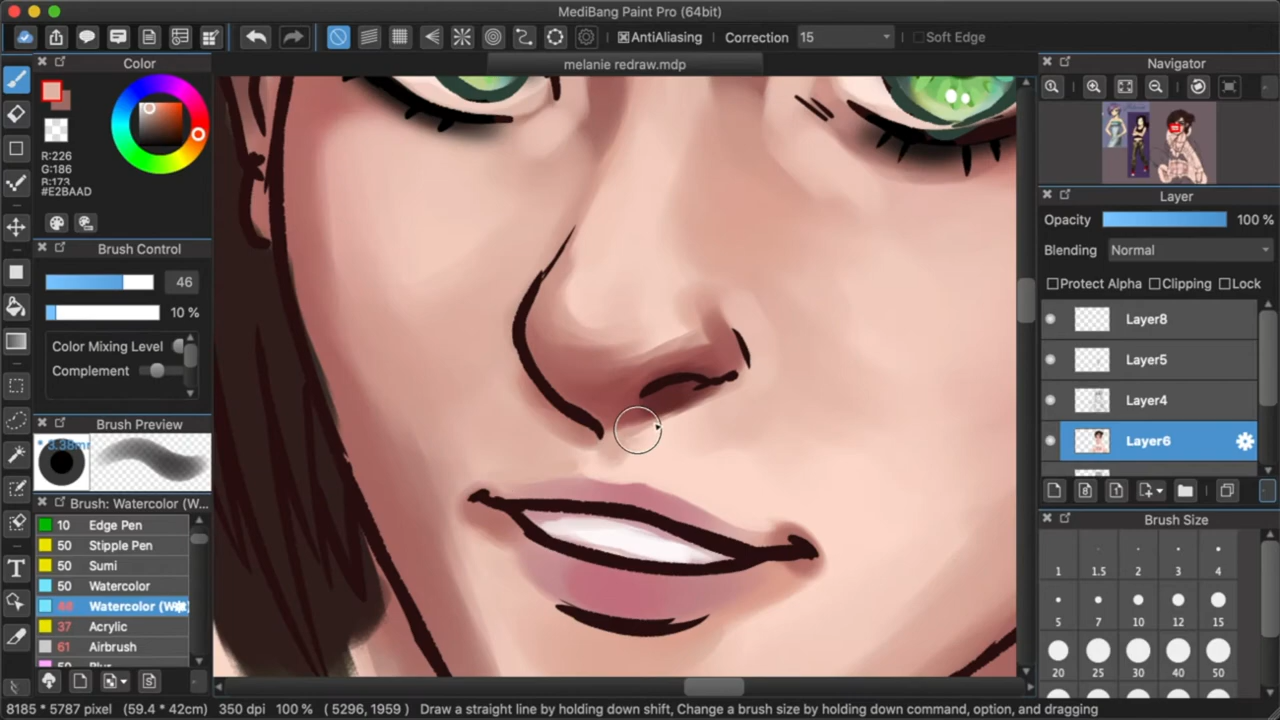 MediBang Paint Pro (64bit)
AntiAliasing
Correction 15
Soft Edge
melanie redraw.mdp
Color
R:226
G:186
B:173
#E2BAAD
Brush Control
46
10 %
Color Mixing Level
Complement
Brush Preview
* 3.38m
Brush: Watercolor (W...
10 Edge Pen
50 Stipple Pen
50 Sumi
50 Watercolor
46 Watercolor (W
37 Acrylic
61 Airbrush
50 Blur
Navigator
Layer
Opacity 100 %
Blending Normal
Protect Alpha Clipping Lock
Layer8
Layer5
Layer4
Layer6
Brush Size
1 1.5 2 3 4
5 7 10 12 15
20 25 30 40 50
8185 * 5787 pixel (59.4 * 42cm) 350 dpi 100 % ( 5296, 1959 ) Draw a straight line by holding down shift, Change a brush size by holding down command, option, and dragging